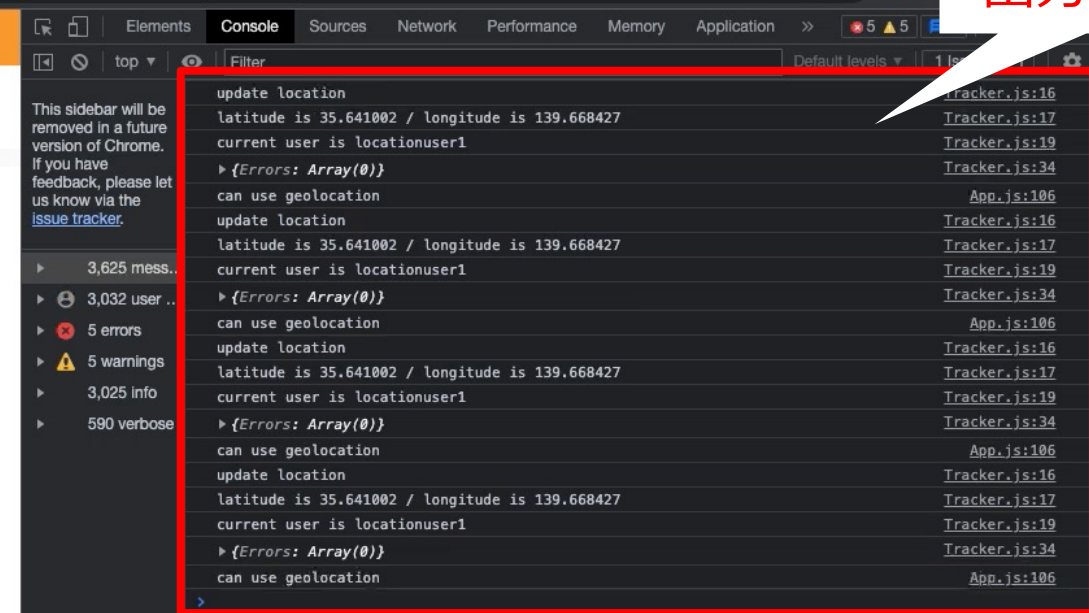 Elements Console Sources Network Performance Memory Application » 5 5
top ▼ Filter Default levels ▼
This sidebar will be
removed in a future
version of Chrome.
If you have
feedback, please let
us know via the
issue tracker.
3,625 mess..
3,032 user ..
5 errors
5 warnings
3,025 info
590 verbose
update location Tracker.js:16
latitude is 35.641002 / longitude is 139.668427 Tracker.js:17
current user is locationuser1 Tracker.js:19
▶{Errors: Array(0)} Tracker.js:34
can use geolocation App.js:106
update location Tracker.js:16
latitude is 35.641002 / longitude is 139.668427 Tracker.js:17
current user is locationuser1 Tracker.js:19
▶{Errors: Array(0)} Tracker.js:34
can use geolocation App.js:106
update location Tracker.js:16
latitude is 35.641002 / longitude is 139.668427 Tracker.js:17
current user is locationuser1 Tracker.js:19
▶{Errors: Array(0)} Tracker.js:34
can use geolocation App.js:106
update location Tracker.js:16
latitude is 35.641002 / longitude is 139.668427 Tracker.js:17
current user is locationuser1 Tracker.js:19
▶{Errors: Array(0)} Tracker.js:34
can use geolocation App.js:106
>